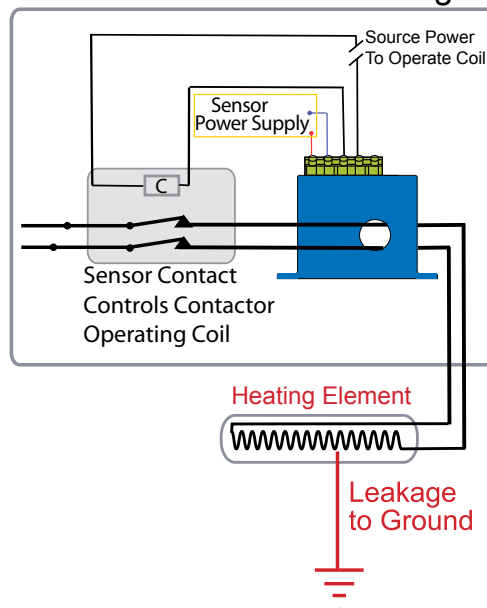 Source Power
To Operate Coil
Sensor
Power Supply
C
Sensor Contact
Controls Contactor
Operating Coil
Heating Element
Leakage
to Ground